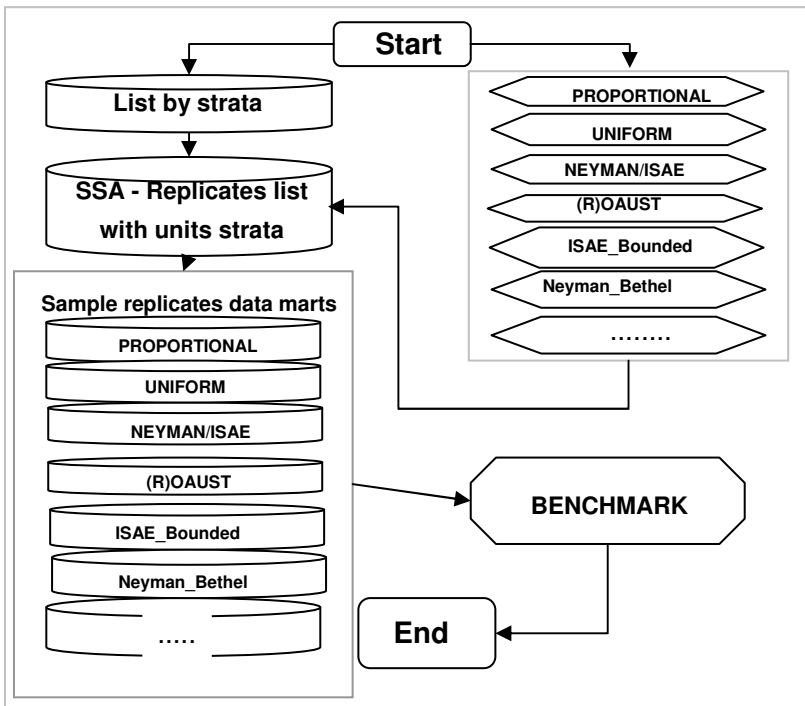 Start
List by strata
SSA - Replicates list
with units strata
PROPORTIONAL
UNIFORM
NEYMAN/ISAE
(R)OAUST
ISAE_Bounded
Neyman_Bethel
........
Sample replicates data marts
PROPORTIONAL
UNIFORM
NEYMAN/ISAE
(R)OAUST
ISAE_Bounded
Neyman_Bethel
.....
BENCHMARK
End